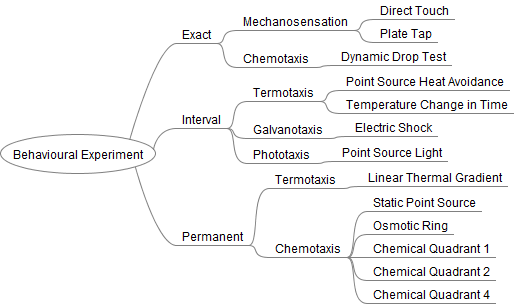 Behavioural Experiment
Exact
Mechanosensation
Direct Touch
Plate Tap
Chemotaxis
Dynamic Drop Test
Interval
Termotaxis
Point Source Heat Avoidance
Temperature Change in Time
Galvanotaxis
Electric Shock
Phototaxis
Point Source Light
Permanent
Termotaxis
Linear Thermal Gradient
Chemotaxis
Static Point Source
Osmotic Ring
Chemical Quadrant 1
Chemical Quadrant 2
Chemical Quadrant 4